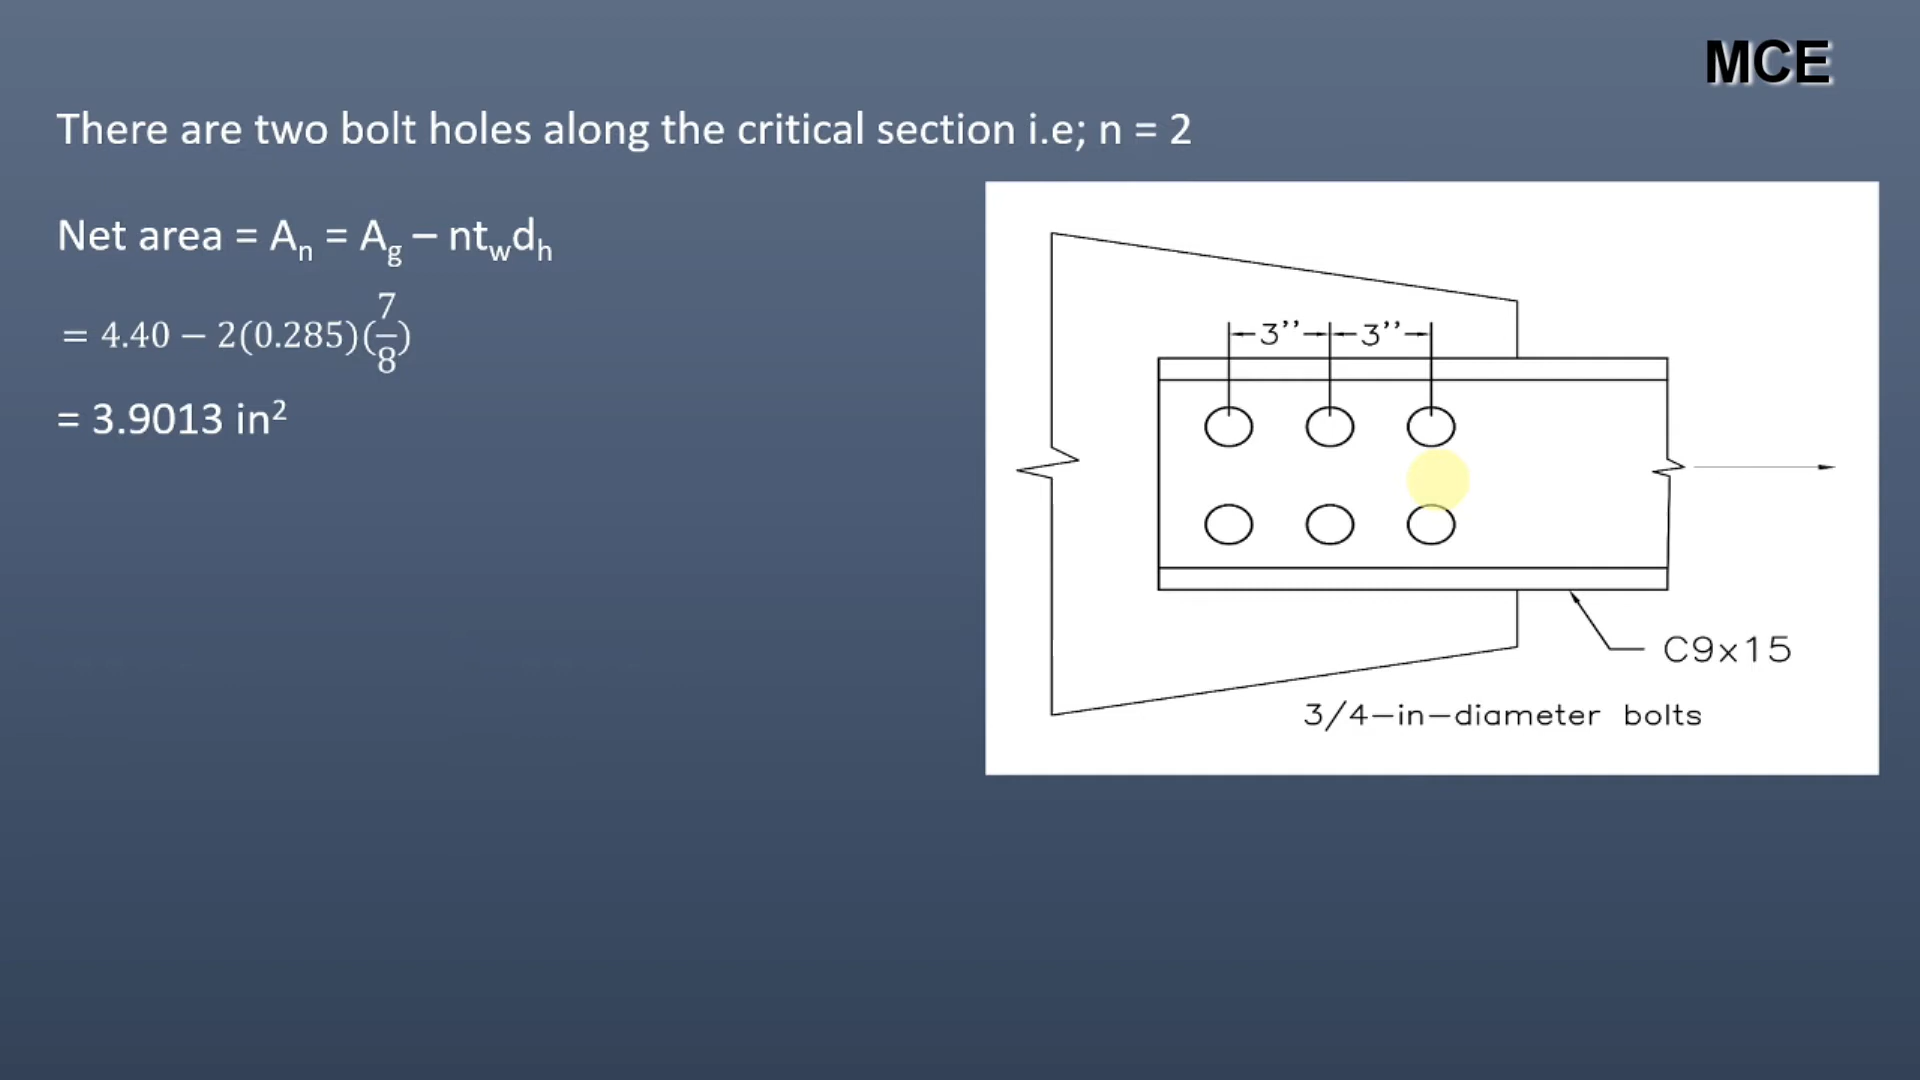 MCE
There are two bolt holes along the critical section i.e; n = 2
Net area = Aₙ = A_g – nt_wd_h
= 4.40 − 2(0.285)(7/8)
= 3.9013 in²
3’’ 3’’
C9x15
3/4–in–diameter bolts